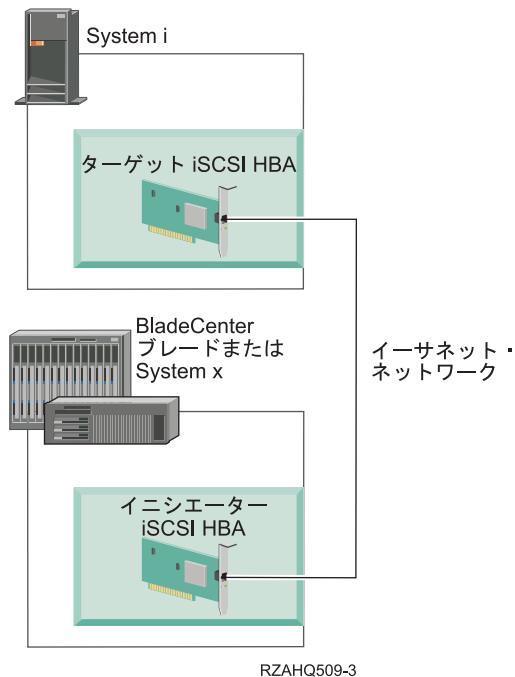 System i
ターゲット iSCSI HBA
BladeCenter
ブレードまたは
System x
イーサネット・
ネットワーク
イニシエーター
iSCSI HBA
RZAHQ509-3